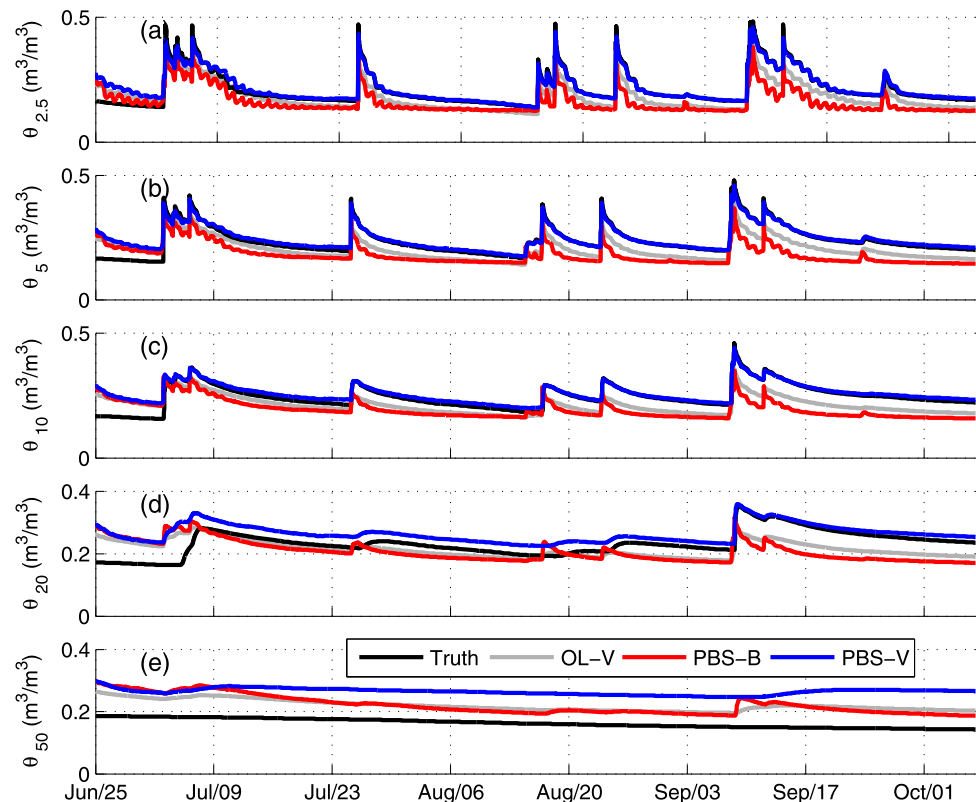 0.5
(a)
θ 2.5 (m³/m³)
0
0.5
(b)
θ 5 (m³/m³)
0
0.5
(c)
θ 10 (m³/m³)
0
0.4
(d)
0.2
θ 20 (m³/m³)
0
0.4
(e)
Truth OL−V PBS−B PBS−V
0.2
θ 50 (m³/m³)
0
Jun/25 Jul/09 Jul/23 Aug/06 Aug/20 Sep/03 Sep/17 Oct/01